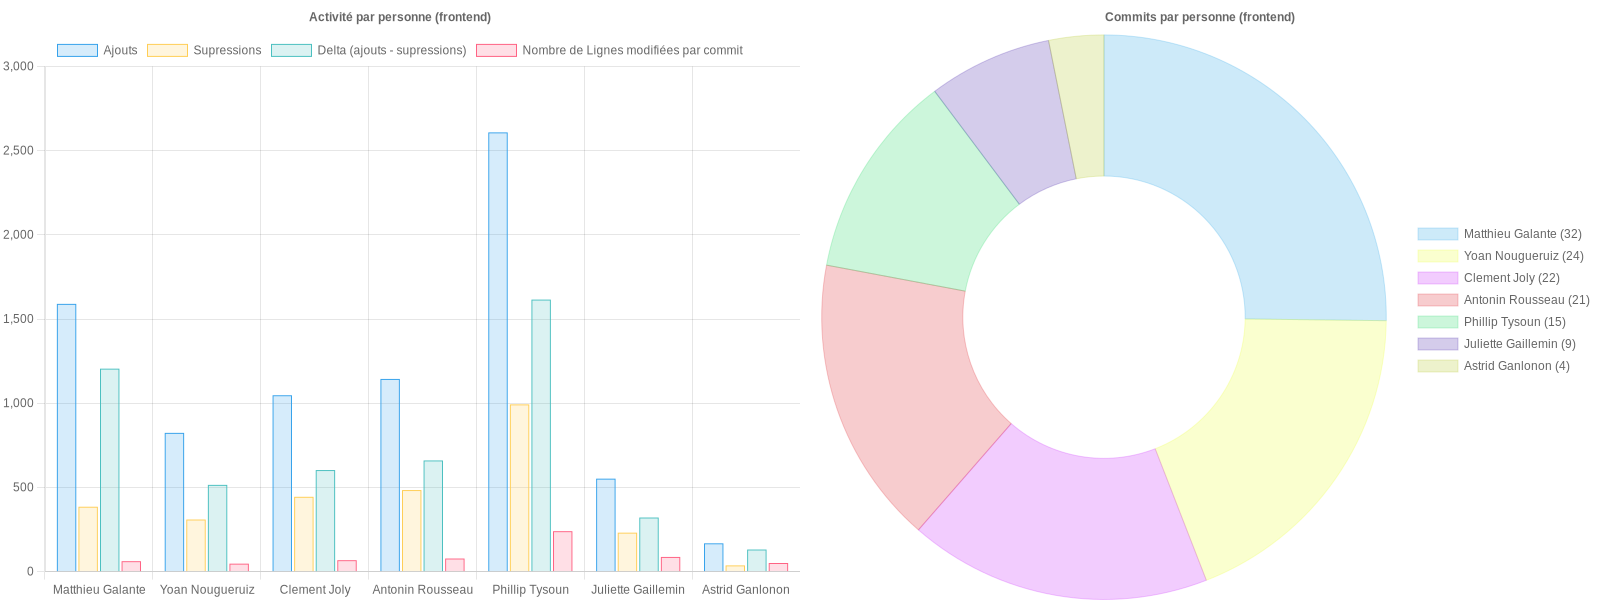 Activité par personne (frontend)
Ajouts
Supressions
Delta (ajouts - supressions)
Nombre de Lignes modifiées par commit
3,000
2,500
2,000
1,500
1,000
500
0
Matthieu Galante
Yoan Nougueruiz
Clement Joly
Antonin Rousseau
Phillip Tysoun
Juliette Gaillemin
Astrid Ganlonon
Commits par personne (frontend)
Matthieu Galante (32)
Yoan Nougueruiz (24)
Clement Joly (22)
Antonin Rousseau (21)
Phillip Tysoun (15)
Juliette Gaillemin (9)
Astrid Ganlonon (4)